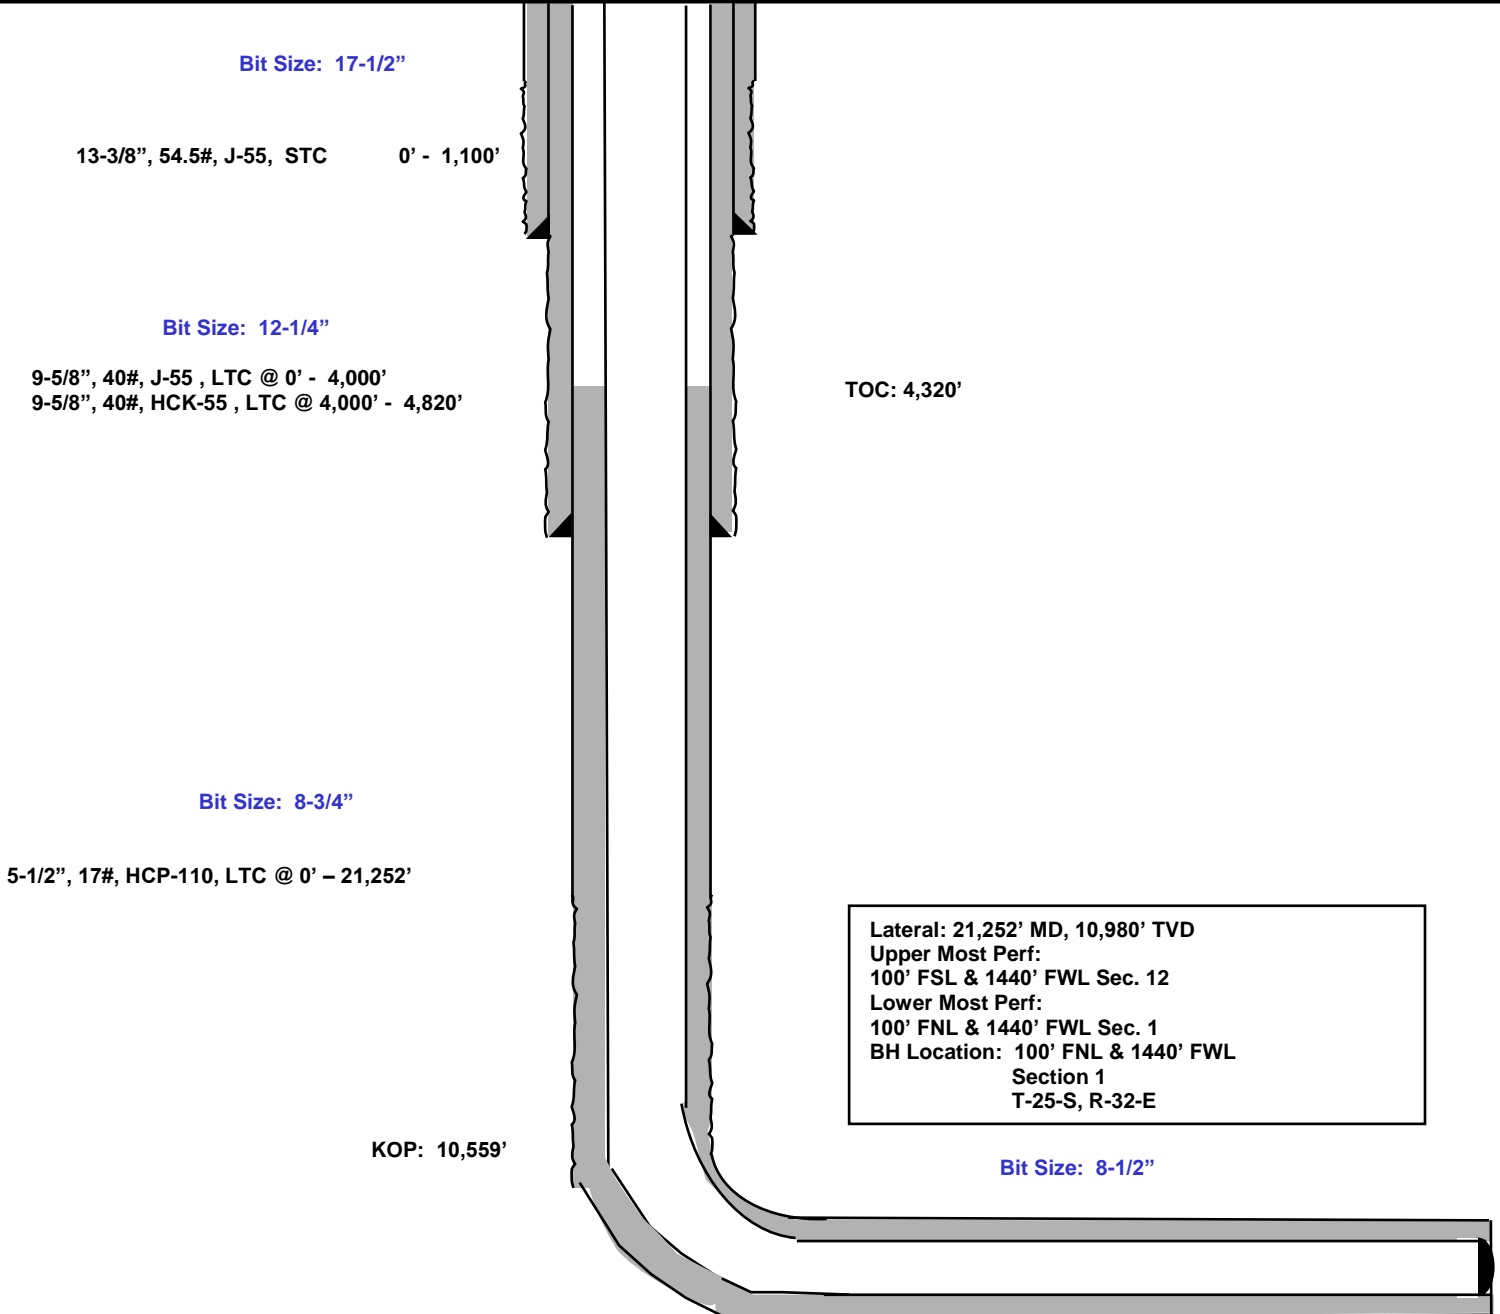 Bit Size: 17-1/2”
13-3/8”, 54.5#, J-55, STC 0’ - 1,100’
Bit Size: 12-1/4”
9-5/8”, 40#, J-55 , LTC @ 0’ - 4,000’
9-5/8”, 40#, HCK-55 , LTC @ 4,000’ - 4,820’
TOC: 4,320’
Bit Size: 8-3/4”
5-1/2”, 17#, HCP-110, LTC @ 0’ – 21,252’
Lateral: 21,252’ MD, 10,980’ TVD
Upper Most Perf:
100’ FSL & 1440’ FWL Sec. 12
Lower Most Perf:
100’ FNL & 1440’ FWL Sec. 1
BH Location: 100’ FNL & 1440’ FWL
Section 1
T-25-S, R-32-E
KOP: 10,559’
Bit Size: 8-1/2”